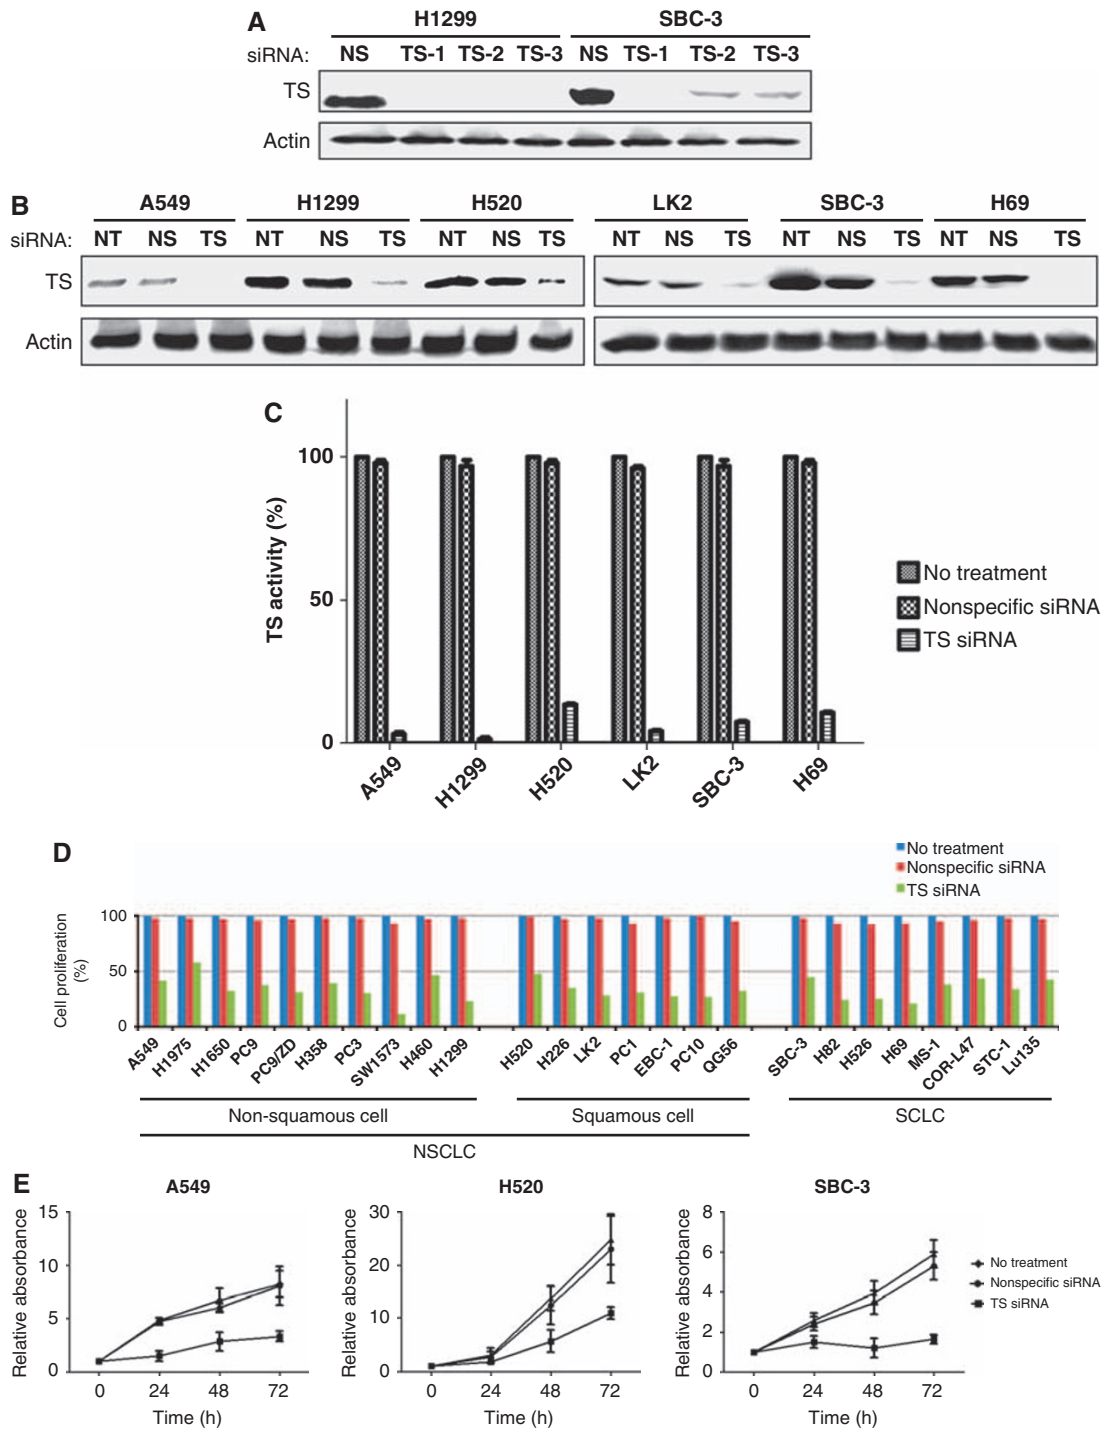 A
H1299 SBC-3
siRNA: NS TS-1 TS-2 TS-3 NS TS-1 TS-2 TS-3
TS
Actin
B
A549 H1299 H520 LK2 SBC-3 H69
siRNA: NT NS TS NT NS TS NT NS TS NT NS TS NT NS TS NT NS TS
TS
Actin
C
TS activity (%)
100
50
0
A549 H1299 H520 LK2 SBC-3 H69
No treatment
Nonspecific siRNA
TS siRNA
D
No treatment
Nonspecific siRNA
TS siRNA
Cell proliferation
(%)
100
50
0
A549 H1975 H1650 PC9 PC9/ZD H358 PC3 SW1573 H460 H1299 H520 H226 LK2 PC1 EBC-1 PC10 QG56 SBC-3 H82 H526 H69 MS-1 COR-L47 STC-1 Lu135
Non-squamous cell Squamous cell SCLC
NSCLC
E
A549
Relative absorbance
15
10
5
0
0 24 48 72
Time (h)
H520
Relative absorbance
30
20
10
0
0 24 48 72
Time (h)
SBC-3
Relative absorbance
8
6
4
2
0
0 24 48 72
Time (h)
No treatment
Nonspecific siRNA
TS siRNA